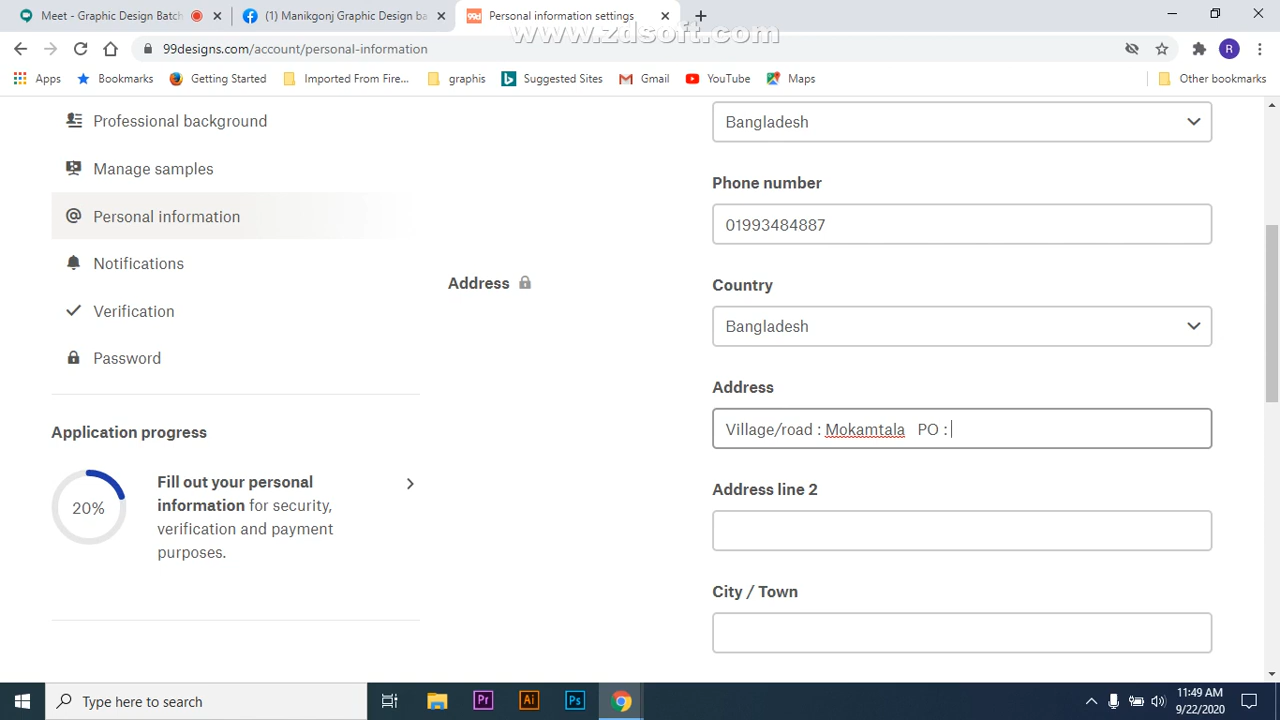 Meet - Graphic Design Batch
(1) Manikgonj Graphic Design ba
Personal information settings
www.zdsoft.com
99designs.com/account/personal-information
R
Apps
Bookmarks
Getting Started
Imported From Fire...
graphis
Suggested Sites
Gmail
YouTube
Maps
Other bookmarks
Professional background
Manage samples
Personal information
Notifications
Verification
Password
Application progress
20%
Fill out your personal
information for security,
verification and payment
purposes.
Bangladesh
Phone number
01993484887
Address
Country
Bangladesh
Address
Village/road : Mokamtala PO :
Address line 2
City / Town
Type here to search
Pr
Ai
Ps
11:49 AM
9/22/2020